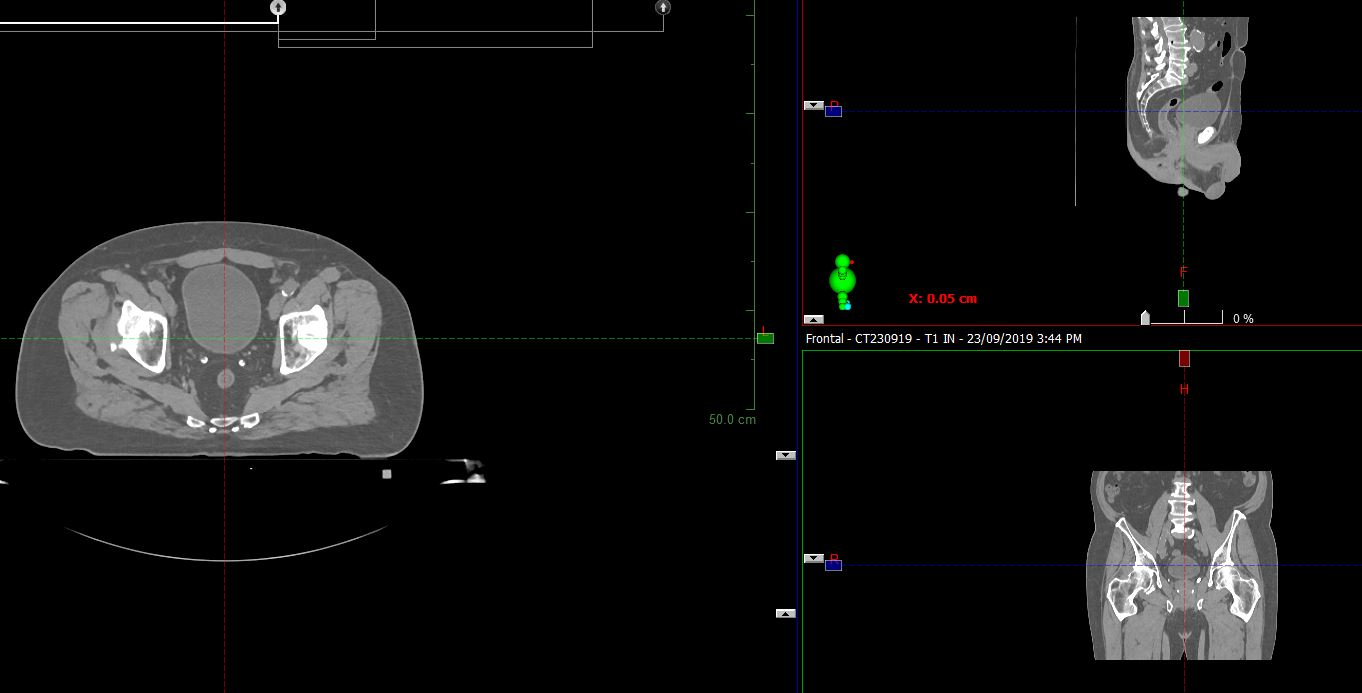 50.0 cm
L
P
X: 0.05 cm
F
0 %
Frontal - CT230919 - T1 IN - 23/09/2019 3:44 PM
H
R